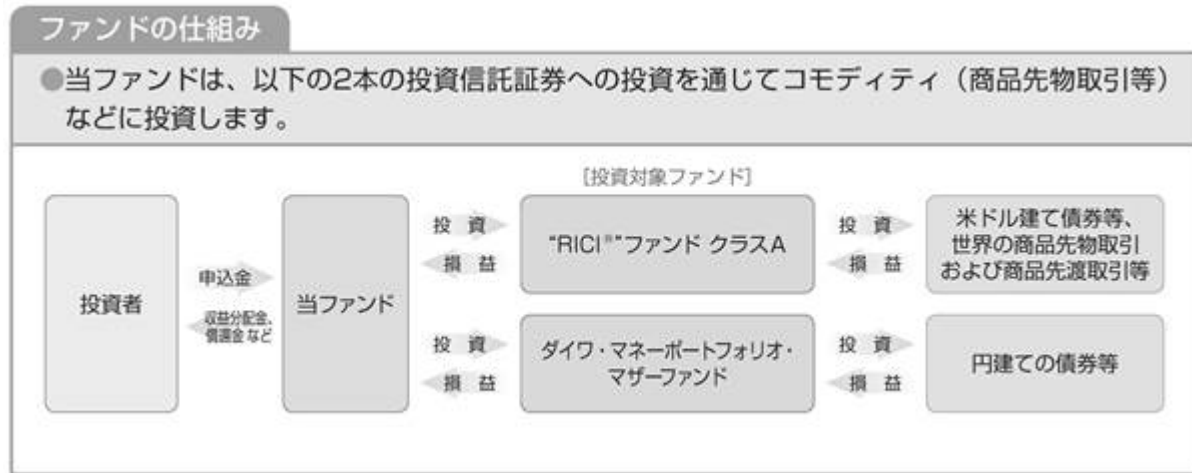 ファンドの仕組み
●当ファンドは、以下の2本の投資信託証券への投資を通じてコモディティ（商品先物取引等）
などに投資します。
[投資対象ファンド]
投資者
申込金
収益分配金、
償還金 など
当ファンド
投 資
損 益
"RICI®"ファンド クラスA
投 資
損 益
米ドル建て債券等、
世界の商品先物取引
および商品先渡取引等
投 資
損 益
ダイワ・マネーポートフォリオ・
マザーファンド
投 資
損 益
円建ての債券等